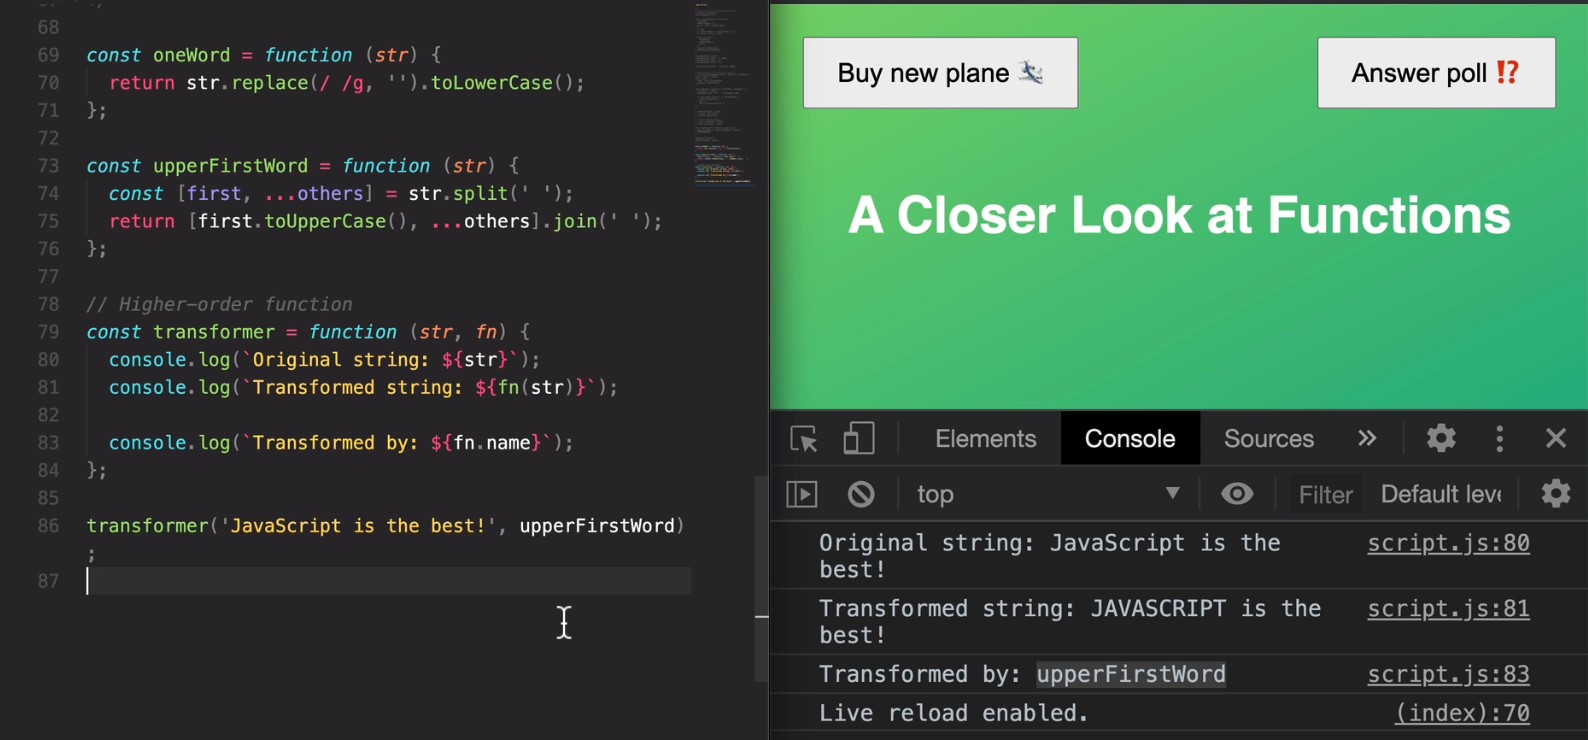 68
69 const oneWord = function (str) {
70   return str.replace(/ /g, '').toLowerCase();
71 };
72
73 const upperFirstWord = function (str) {
74   const [first, ...others] = str.split(' ');
75   return [first.toUpperCase(), ...others].join(' ');
76 };
77
78 // Higher-order function
79 const transformer = function (str, fn) {
80   console.log(`Original string: ${str}`);
81   console.log(`Transformed string: ${fn(str)}`);
82
83   console.log(`Transformed by: ${fn.name}`);
84 };
85
86 transformer('JavaScript is the best!', upperFirstWord)
;
87
Buy new plane 🛩
Answer poll ⁉️
A Closer Look at Functions
Elements Console Sources »
top Filter Default leve
Original string: JavaScript is the script.js:80
best!
Transformed string: JAVASCRIPT is the script.js:81
best!
Transformed by: upperFirstWord script.js:83
Live reload enabled. (index):70